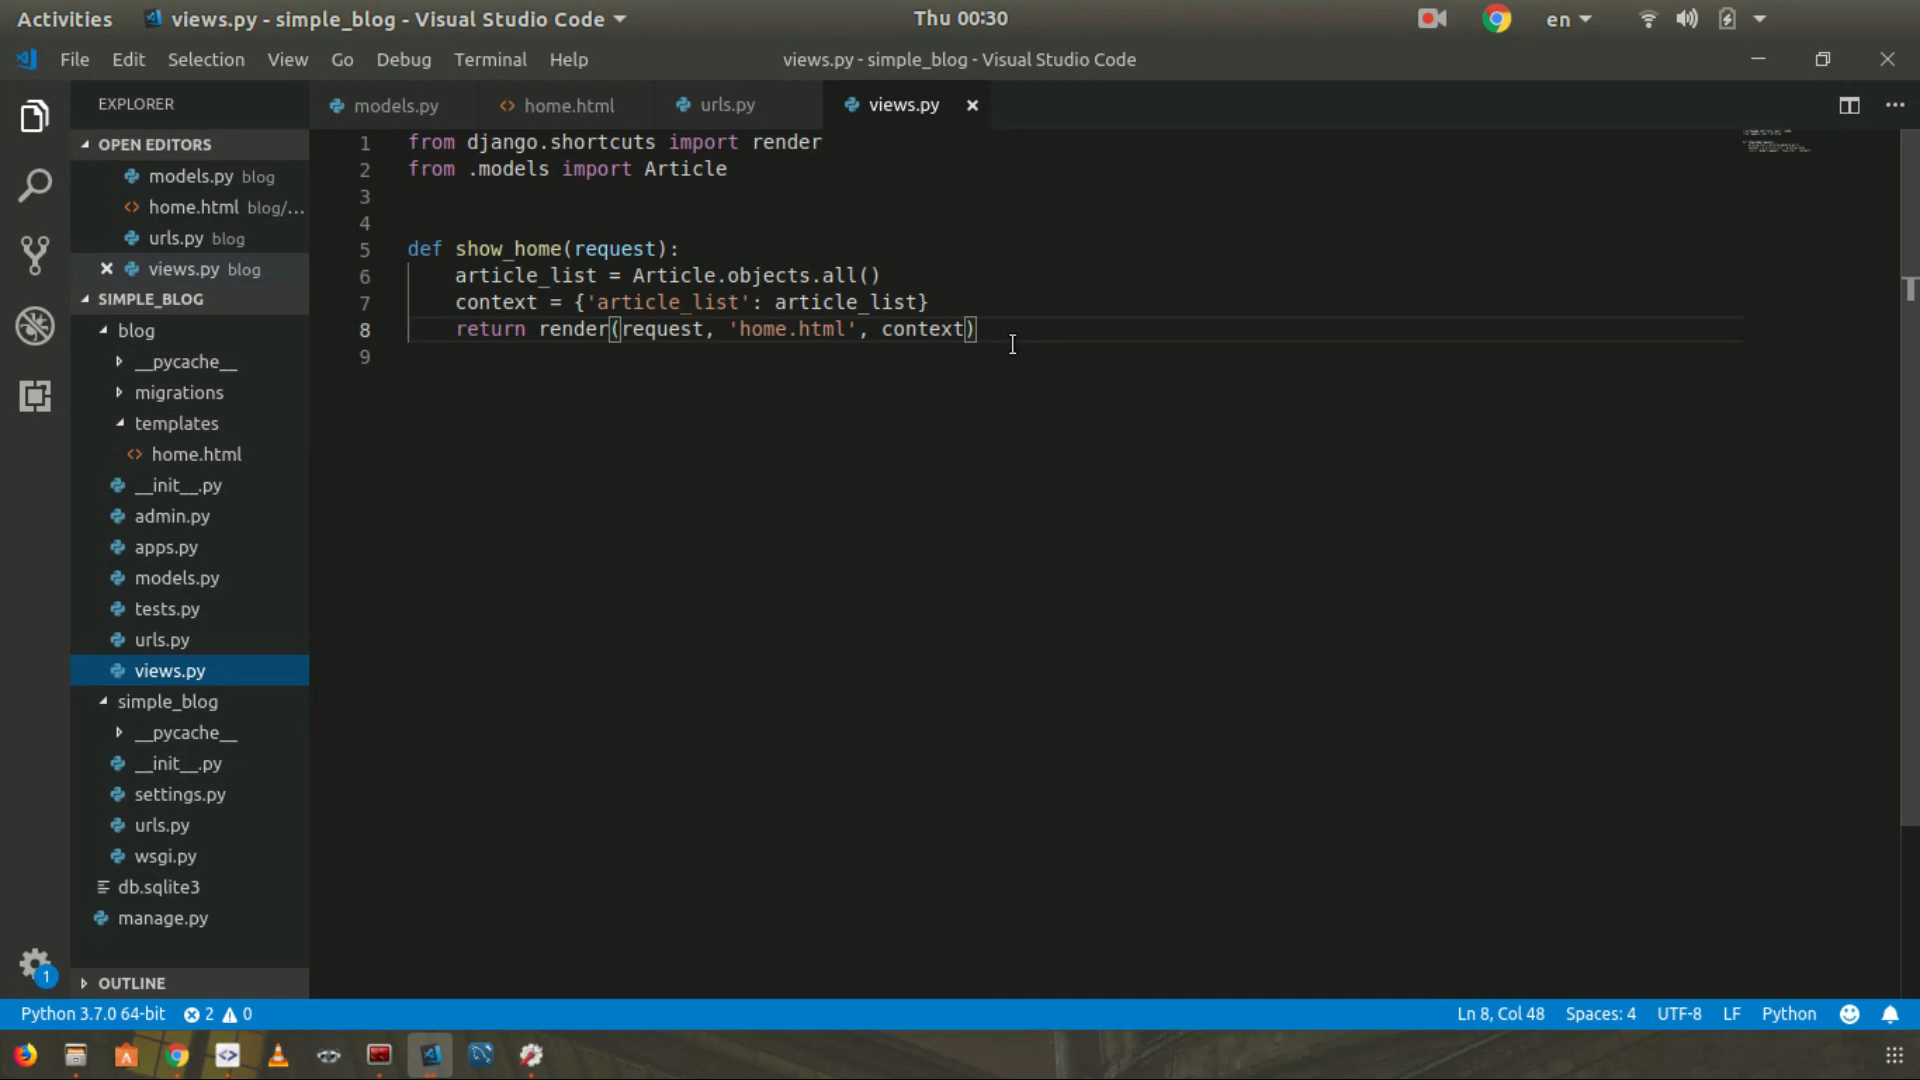 Activities
views.py - simple_blog - Visual Studio Code
Thu 00:30
en
File Edit Selection View Go Debug Terminal Help
views.py - simple_blog - Visual Studio Code
EXPLORER
OPEN EDITORS
models.py blog
home.html blog/...
urls.py blog
views.py blog
SIMPLE_BLOG
blog
__pycache__
migrations
templates
home.html
__init__.py
admin.py
apps.py
models.py
tests.py
urls.py
views.py
simple_blog
__pycache__
__init__.py
settings.py
urls.py
wsgi.py
db.sqlite3
manage.py
OUTLINE
1
models.py home.html urls.py views.py
1 from django.shortcuts import render
2 from .models import Article
3
4
5 def show_home(request):
6     article_list = Article.objects.all()
7     context = {'article_list': article_list}
8     return render(request, 'home.html', context)
9
Python 3.7.0 64-bit 2 0
Ln 8, Col 48 Spaces: 4 UTF-8 LF Python